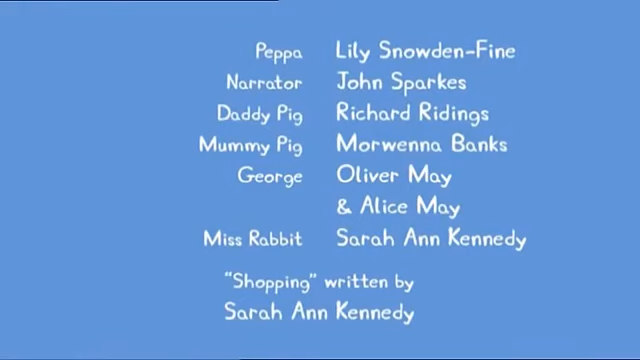 Peppa Lily Snowden-Fine
Narrator John Sparkes
Daddy Pig Richard Ridings
Mummy Pig Morwenna Banks
George Oliver May
& Alice May
Miss Rabbit Sarah Ann Kennedy
"Shopping" written by
Sarah Ann Kennedy